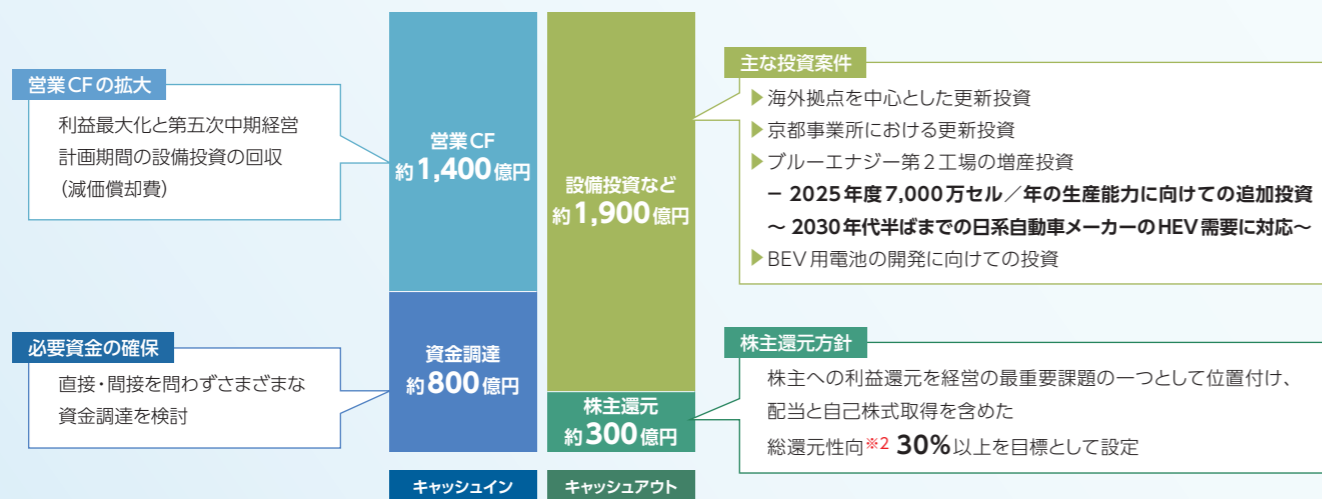 営業CFの拡大
利益最大化と第五次中期経営
計画期間の設備投資の回収
（減価償却費）
必要資金の確保
直接・間接を問わずさまざまな
資金調達を検討
営業CF
約1,400億円
資金調達
約800億円
キャッシュイン
設備投資など
約1,900億円
株主還元
約300億円
キャッシュアウト
主な投資案件
▶海外拠点を中心とした更新投資
▶京都事業所における更新投資
▶ブルーエナジー第2工場の増産投資
− 2025年度7,000万セル／年の生産能力に向けての追加投資
〜 2030年代半ばまでの日系自動車メーカーのHEV需要に対応〜
▶BEV用電池の開発に向けての投資
株主還元方針
株主への利益還元を経営の最重要課題の一つとして位置付け、
配当と自己株式取得を含めた
総還元性向※2 30%以上を目標として設定